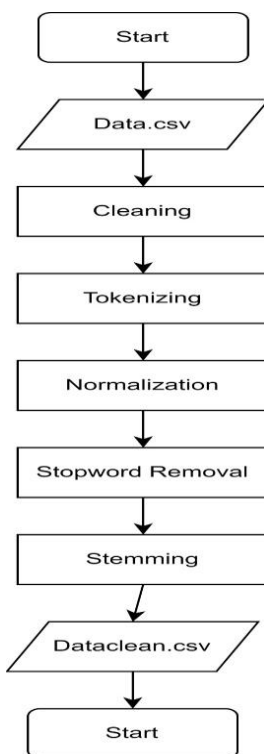 Start
Data.csv
Cleaning
Tokenizing
Normalization
Stopword Removal
Stemming
Dataclean.csv
Start